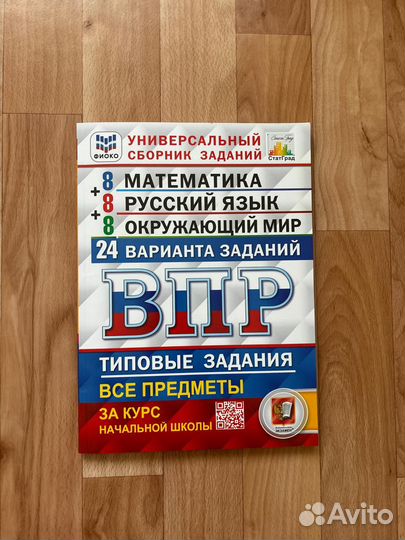 УНИВЕРСАЛЬНЫЙ
СБОРНИК ЗАДАНИЙ
ФИОКО
СтатГрад
8 МАТЕМАТИКА
+ 8 РУССКИЙ ЯЗЫК
+ 8 ОКРУЖАЮЩИЙ МИР
24 ВАРИАНТА ЗАДАНИЙ
ВПР
ТИПОВЫЕ ЗАДАНИЯ
ВСЕ ПРЕДМЕТЫ
ЗА КУРС
НАЧАЛЬНОЙ ШКОЛЫ
ЭКЗАМЕН
Avito